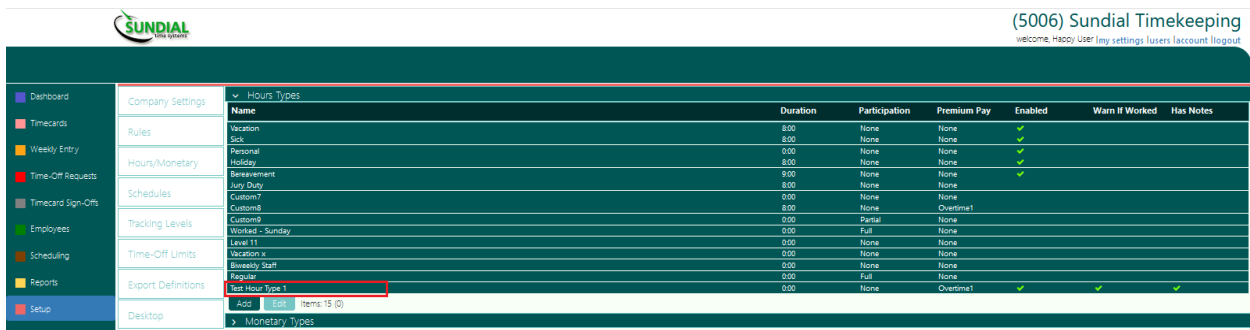 SUNDIAL
time systems
(5006) Sundial Timekeeping
welcome, Happy User |my settings |users |account |logout
Dashboard
Timecards
Weekly Entry
Time-Off Requests
Timecard Sign-Offs
Employees
Scheduling
Reports
Setup
Company Settings
Rules
Hours/Monetary
Schedules
Tracking Levels
Time-Off Limits
Export Definitions
Desktop
Hours Types
Name Duration Participation Premium Pay Enabled Warn If Worked Has Notes
Vacation 8:00 None None
Sick 8:00 None None
Personal 0:00 None None
Holiday 8:00 None None
Bereavement 9:00 None None
Jury Duty 8:00 None None
Custom7 0:00 None None
Custom8 8:00 None Overtime1
Custom9 0:00 Partial None
Worked - Sunday 0:00 Full None
Level 11 0:00 None None
Vacation x 0:00 None None
Biweekly Staff 0:00 None None
Regular 0:00 Full None
Test Hour Type 1 0:00 None Overtime1
Add Edit Items: 15 (0)
Monetary Types